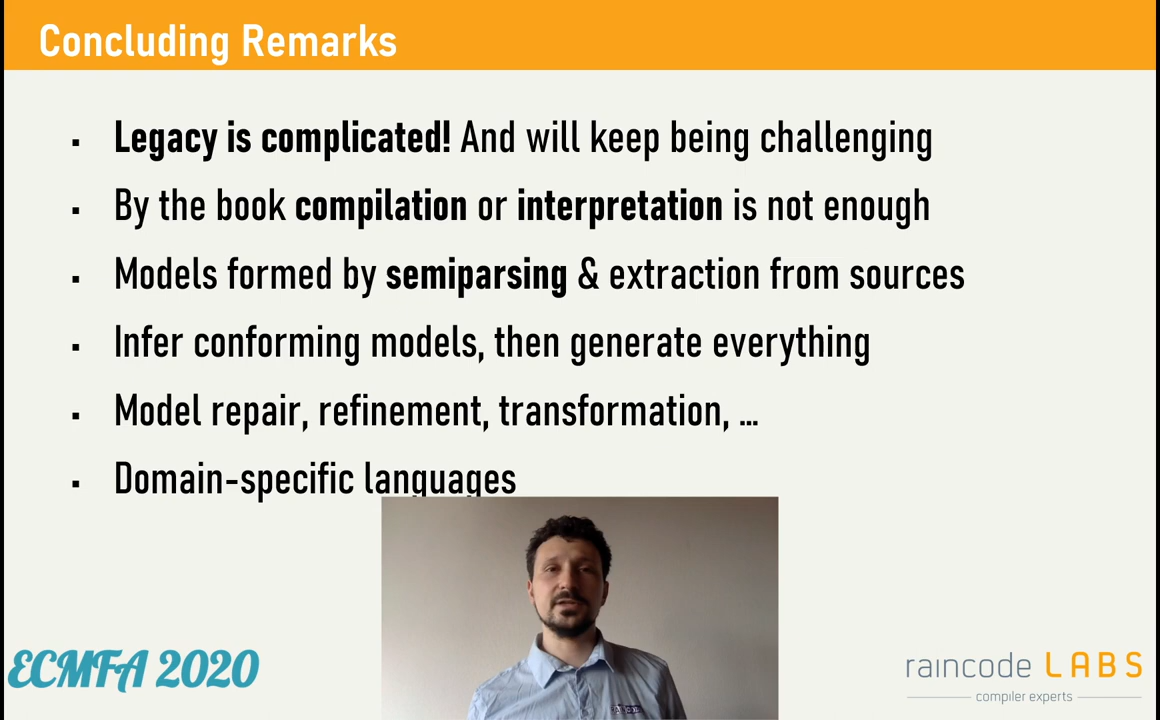 Concluding Remarks
Legacy is complicated! And will keep being challenging
By the book compilation or interpretation is not enough
Models formed by semiparsing & extraction from sources
Infer conforming models, then generate everything
Model repair, refinement, transformation, ...
Domain-specific languages
ECMFA 2020
raincode LABS
compiler experts